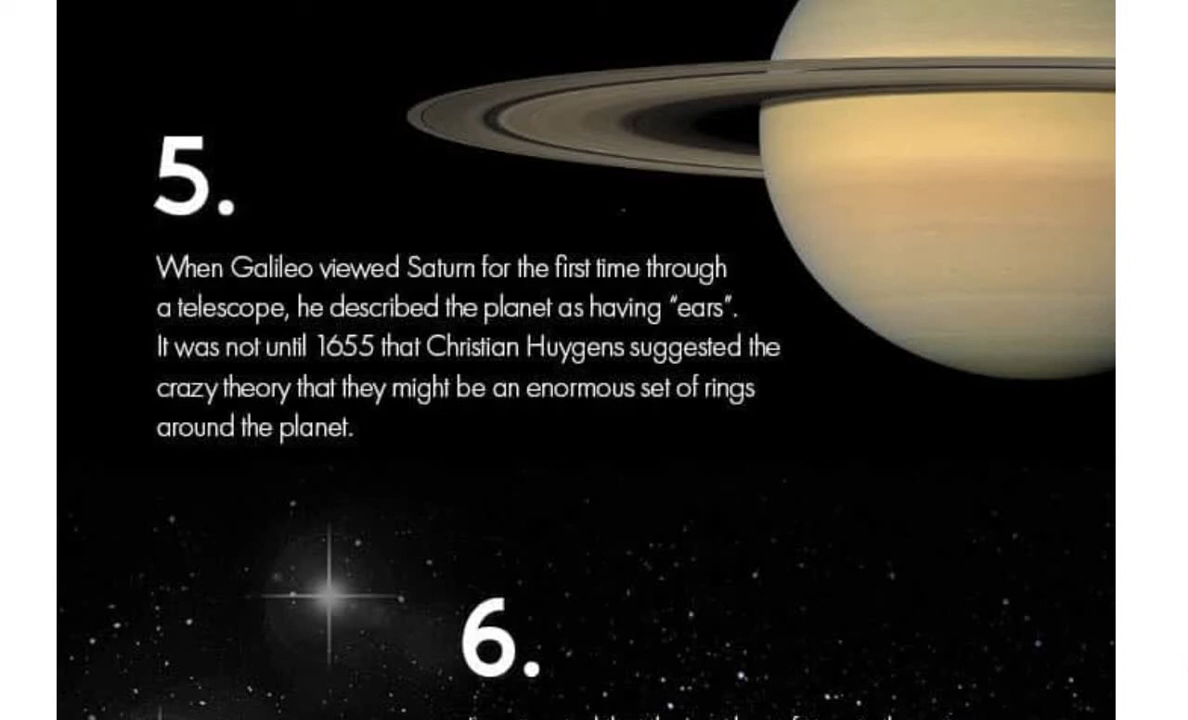 5.
When Galileo viewed Saturn for the first time through
a telescope, he described the planet as having “ears”.
It was not until 1655 that Christian Huygens suggested the
crazy theory that they might be an enormous set of rings
around the planet.
6.